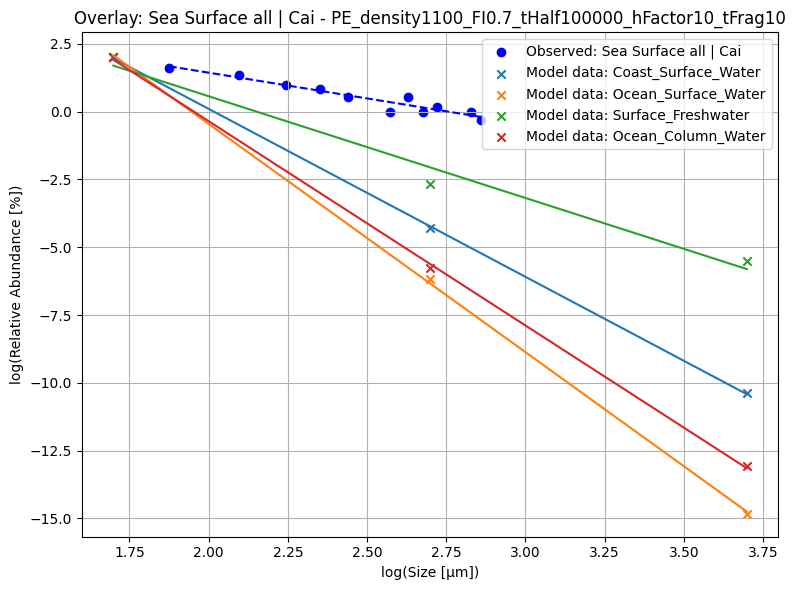 Overlay: Sea Surface all | Cai - PE_density1100_FI0.7_tHalf100000_hFactor10_tFrag10
Observed: Sea Surface all | Cai
Model data: Coast_Surface_Water
Model data: Ocean_Surface_Water
Model data: Surface_Freshwater
Model data: Ocean_Column_Water
log(Relative Abundance [%])
2.5
0.0
−2.5
−5.0
−7.5
−10.0
−12.5
−15.0
1.75
2.00
2.25
2.50
2.75
3.00
3.25
3.50
3.75
log(Size [µm])